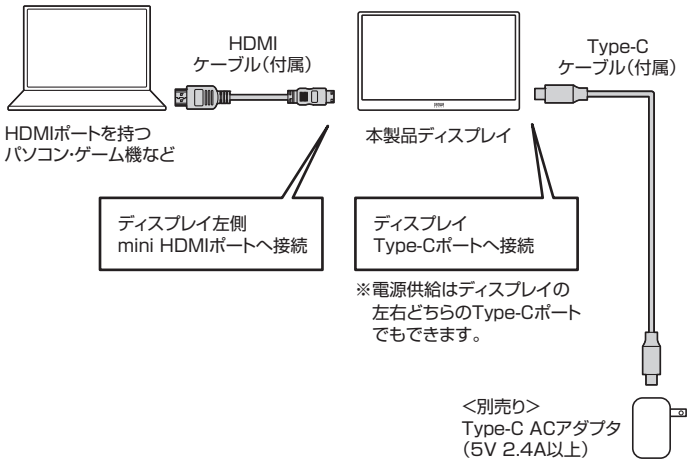 HDMI
ケーブル(付属)
Type-C
ケーブル(付属)
HDMIポートを持つ
パソコン・ゲーム機など
本製品ディスプレイ
ディスプレイ左側
mini HDMIポートへ接続
ディスプレイ
Type-Cポートへ接続
※電源供給はディスプレイの
左右どちらのType-Cポート
でもできます。
<別売り>
Type-C ACアダプタ
(5V 2.4A以上)